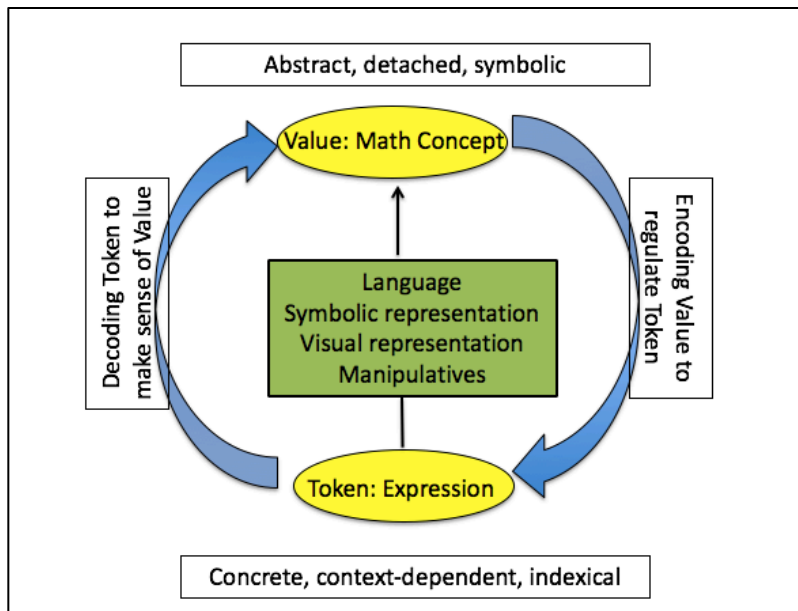 Abstract, detached, symbolic
Value: Math Concept
Decoding Token to
make sense of Value
Language
Symbolic representation
Visual representation
Manipulatives
Encoding Value to
regulate Token
Token: Expression
Concrete, context-dependent, indexical